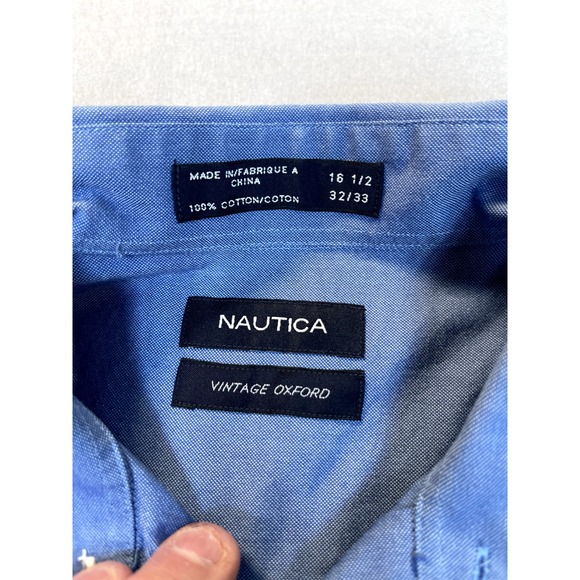 MADE IN/FABRIQUE A 16 1/2
CHINA 32/33
100% COTTON/COTON
NAUTICA
VINTAGE OXFORD